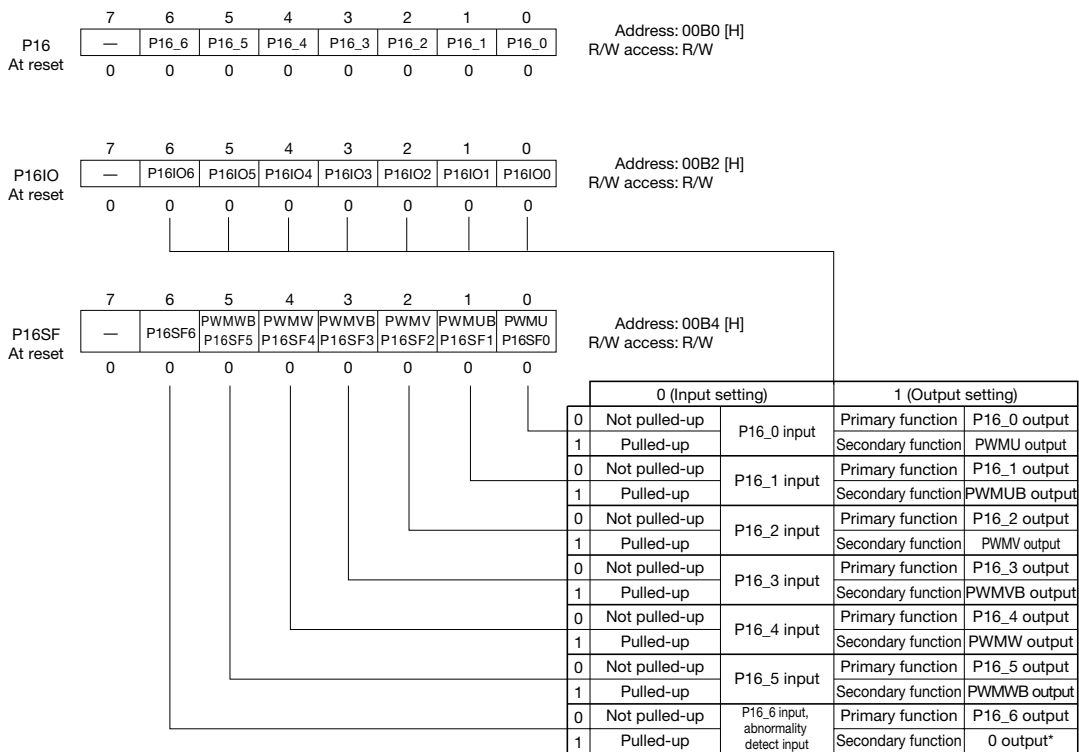 7 6 5 4 3 2 1 0
P16 — P16_6 P16_5 P16_4 P16_3 P16_2 P16_1 P16_0
At reset 0 0 0 0 0 0 0 0
Address: 00B0 [H]
R/W access: R/W
7 6 5 4 3 2 1 0
P16IO — P16IO6 P16IO5 P16IO4 P16IO3 P16IO2 P16IO1 P16IO0
At reset 0 0 0 0 0 0 0 0
Address: 00B2 [H]
R/W access: R/W
7 6 5 4 3 2 1 0
PWMWB PWMW PWMVB PWMV PWMUB PWMU
P16SF — P16SF6 P16SF5 P16SF4 P16SF3 P16SF2 P16SF1 P16SF0
At reset 0 0 0 0 0 0 0 0
Address: 00B4 [H]
R/W access: R/W
0 (Input setting) 1 (Output setting)
0 Not pulled-up P16_0 input Primary function P16_0 output
1 Pulled-up Secondary function PWMU output
0 Not pulled-up P16_1 input Primary function P16_1 output
1 Pulled-up Secondary function PWMUB output
0 Not pulled-up P16_2 input Primary function P16_2 output
1 Pulled-up Secondary function PWMV output
0 Not pulled-up P16_3 input Primary function P16_3 output
1 Pulled-up Secondary function PWMVB output
0 Not pulled-up P16_4 input Primary function P16_4 output
1 Pulled-up Secondary function PWMW output
0 Not pulled-up P16_5 input Primary function P16_5 output
1 Pulled-up Secondary function PWMWB output
0 Not pulled-up P16_6 input, abnormality detect input Primary function P16_6 output
1 Pulled-up Secondary function 0 output*